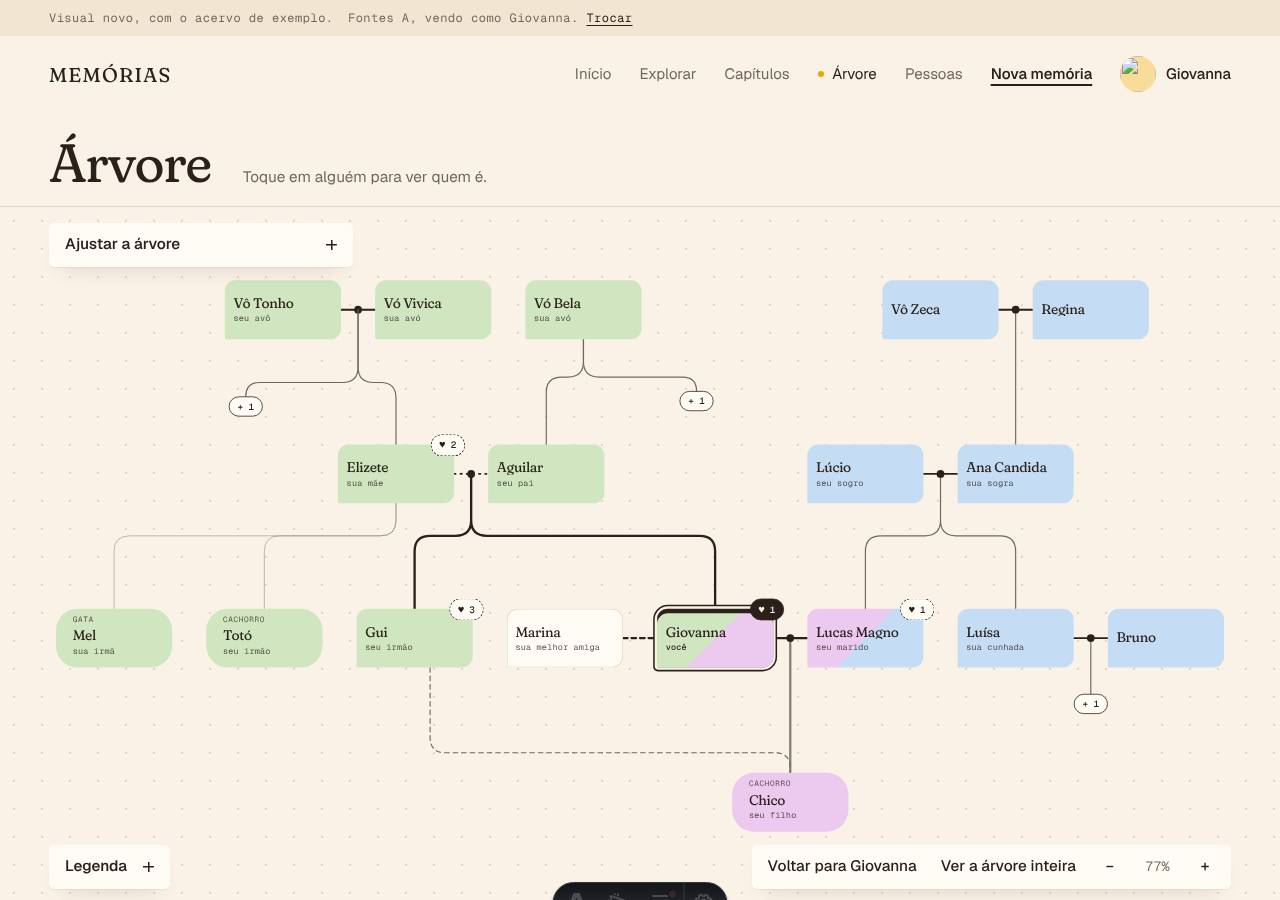 Visual novo, com o acervo de exemplo. Fontes A, vendo como Giovanna. Trocar
MEMÓRIAS
Início Explorar Capítulos Árvore Pessoas Nova memória Giovanna
Árvore
Toque em alguém para ver quem é.
Ajustar a árvore +
Vô Tonho
seu avô
Vó Vivica
sua avó
Vó Bela
sua avó
Vô Zeca
Regina
+ 1
+ 1
♥ 2
Elizete
sua mãe
Aguilar
seu pai
Lúcio
seu sogro
Ana Candida
sua sogra
GATA
Mel
sua irmã
CACHORRO
Totó
seu irmão
♥ 3
Gui
seu irmão
Marina
sua melhor amiga
♥ 1
Giovanna
você
♥ 1
Lucas Magno
seu marido
Luísa
sua cunhada
Bruno
+ 1
CACHORRO
Chico
seu filho
Legenda +
Voltar para Giovanna Ver a árvore inteira − 77% +